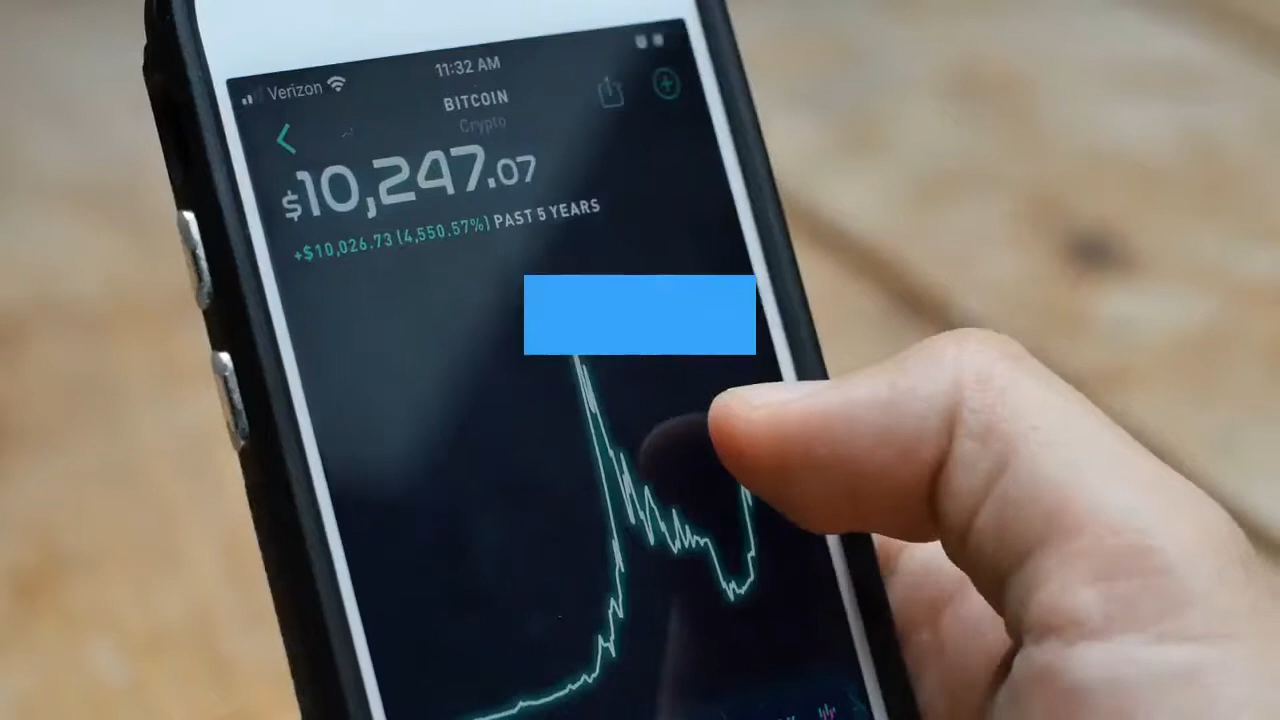 Verizon 11:32 AM
BITCOIN
Crypto
$10,247.07
+$10,026.73 (4,550.57%) PAST 5 YEARS